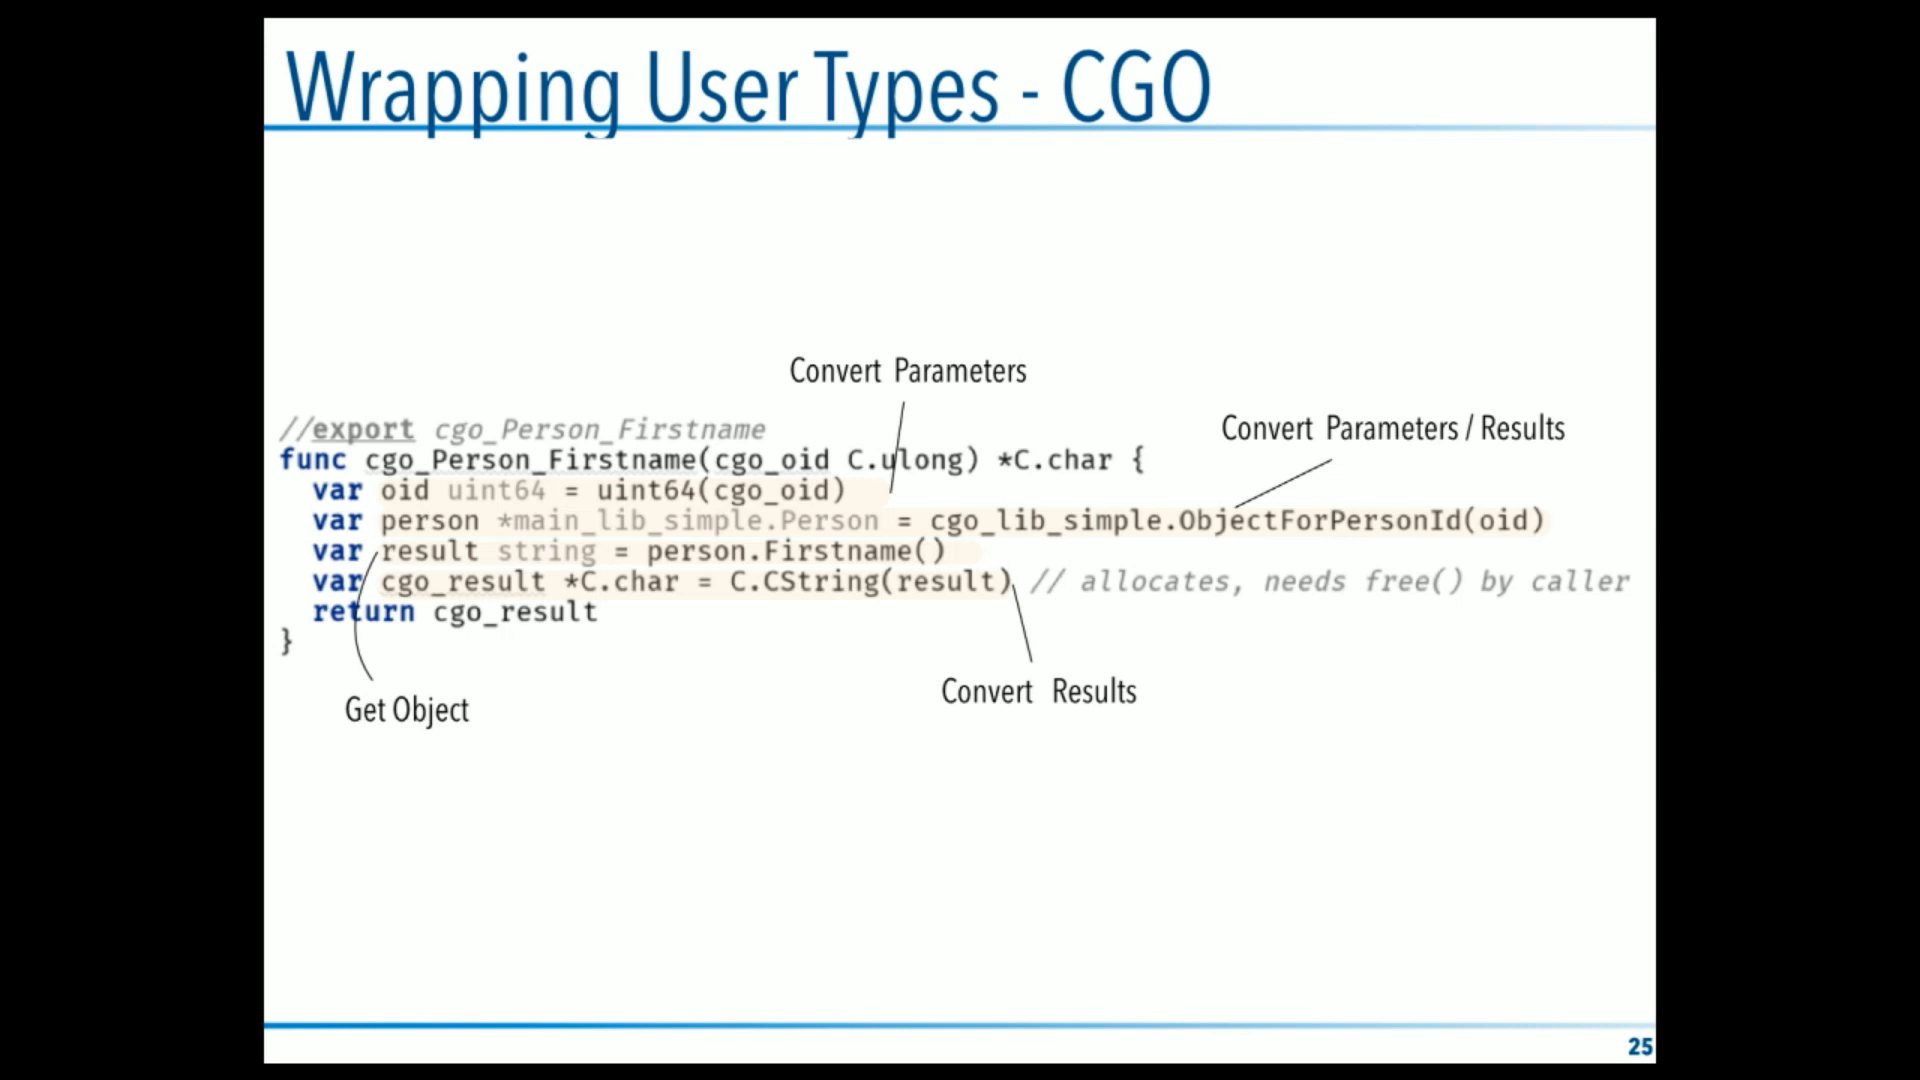 Wrapping User Types - CGO
Convert Parameters
Convert Parameters / Results
//export cgo_Person_Firstname
func cgo_Person_Firstname(cgo_oid C.ulong) *C.char {
var oid uint64 = uint64(cgo_oid)
var person *main_lib_simple.Person = cgo_lib_simple.ObjectForPersonId(oid)
var result string = person.Firstname()
var cgo_result *C.char = C.CString(result) // allocates, needs free() by caller
return cgo_result
}
Get Object
Convert Results
25